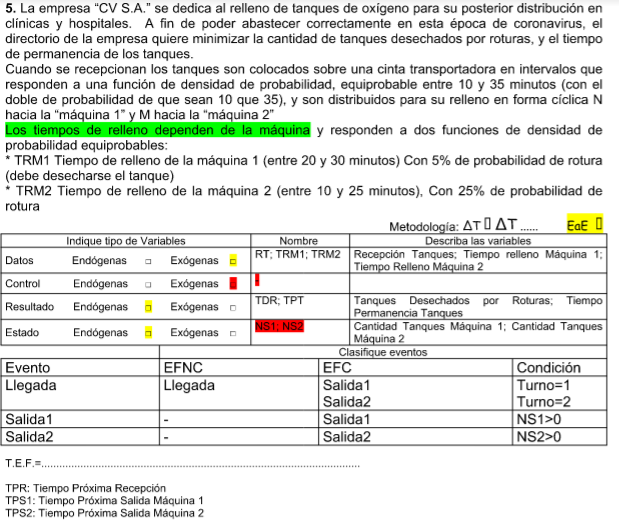 5. La empresa “CV S.A.” se dedica al relleno de tanques de oxígeno para su posterior distribución en
clínicas y hospitales. A fin de poder abastecer correctamente en esta época de coronavirus, el
directorio de la empresa quiere minimizar la cantidad de tanques desechados por roturas, y el tiempo
de permanencia de los tanques.
Cuando se recepcionan los tanques son colocados sobre una cinta transportadora en intervalos que
responden a una función de densidad de probabilidad, equiprobable entre 10 y 35 minutos (con el
doble de probabilidad de que sean 10 que 35), y son distribuidos para su relleno en forma cíclica N
hacia la “máquina 1” y M hacia la “máquina 2”
Los tiempos de relleno dependen de la máquina y responden a dos funciones de densidad de
probabilidad equiprobables:
* TRM1 Tiempo de relleno de la máquina 1 (entre 20 y 30 minutos) Con 5% de probabilidad de rotura
(debe desecharse el tanque)
* TRM2 Tiempo de relleno de la máquina 2 (entre 10 y 25 minutos), Con 25% de probabilidad de
rotura
Metodología: ΔT ▯ ΔT ...... EaE ▯
Indique tipo de Variables Nombre Describa las variables
Datos Endógenas □ Exógenas □ RT; TRM1; TRM2 Recepción Tanques; Tiempo relleno Máquina 1;
Tiempo Relleno Máquina 2
Control Endógenas □ Exógenas □ -
Resultado Endógenas □ Exógenas □ TDR; TPT Tanques Desechados por Roturas; Tiempo
Permanencia Tanques
Estado Endógenas □ Exógenas □ NS1; NS2 Cantidad Tanques Máquina 1; Cantidad Tanques
Máquina 2
Clasifique eventos
Evento EFNC EFC Condición
Llegada Llegada Salida1 Turno=1
Salida2 Turno=2
Salida1 - Salida1 NS1>0
Salida2 - Salida2 NS2>0
T.E.F.=..........................................................................................................
TPR: Tiempo Próxima Recepción
TPS1: Tiempo Próxima Salida Máquina 1
TPS2: Tiempo Próxima Salida Máquina 2